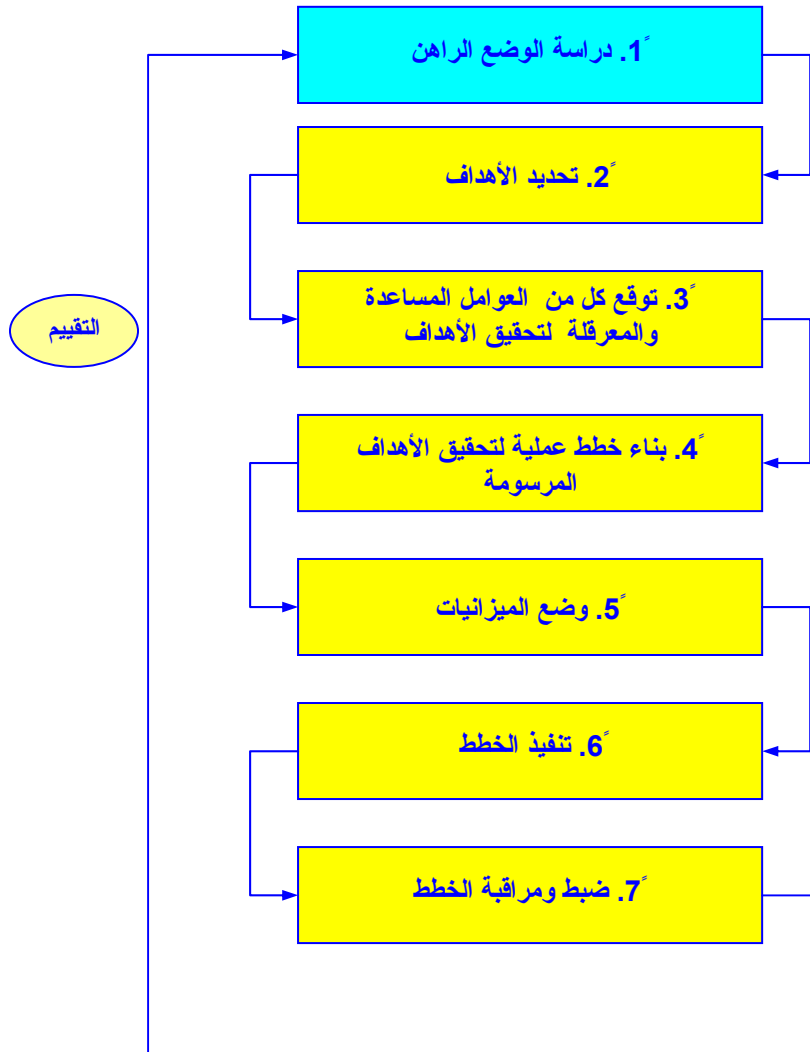 1ً. دراسة الوضع الراهن
2ً. تحديد الأهداف
3ً. توقع كل من العوامل المساعدة
والمعرقلة لتحقيق الأهداف
التقييم
4ً. بناء خطط عملية لتحقيق الأهداف
المرسومة
5ً. وضع الميزانيات
6ً. تنفيذ الخطط
7ً. ضبط ومراقبة الخطط